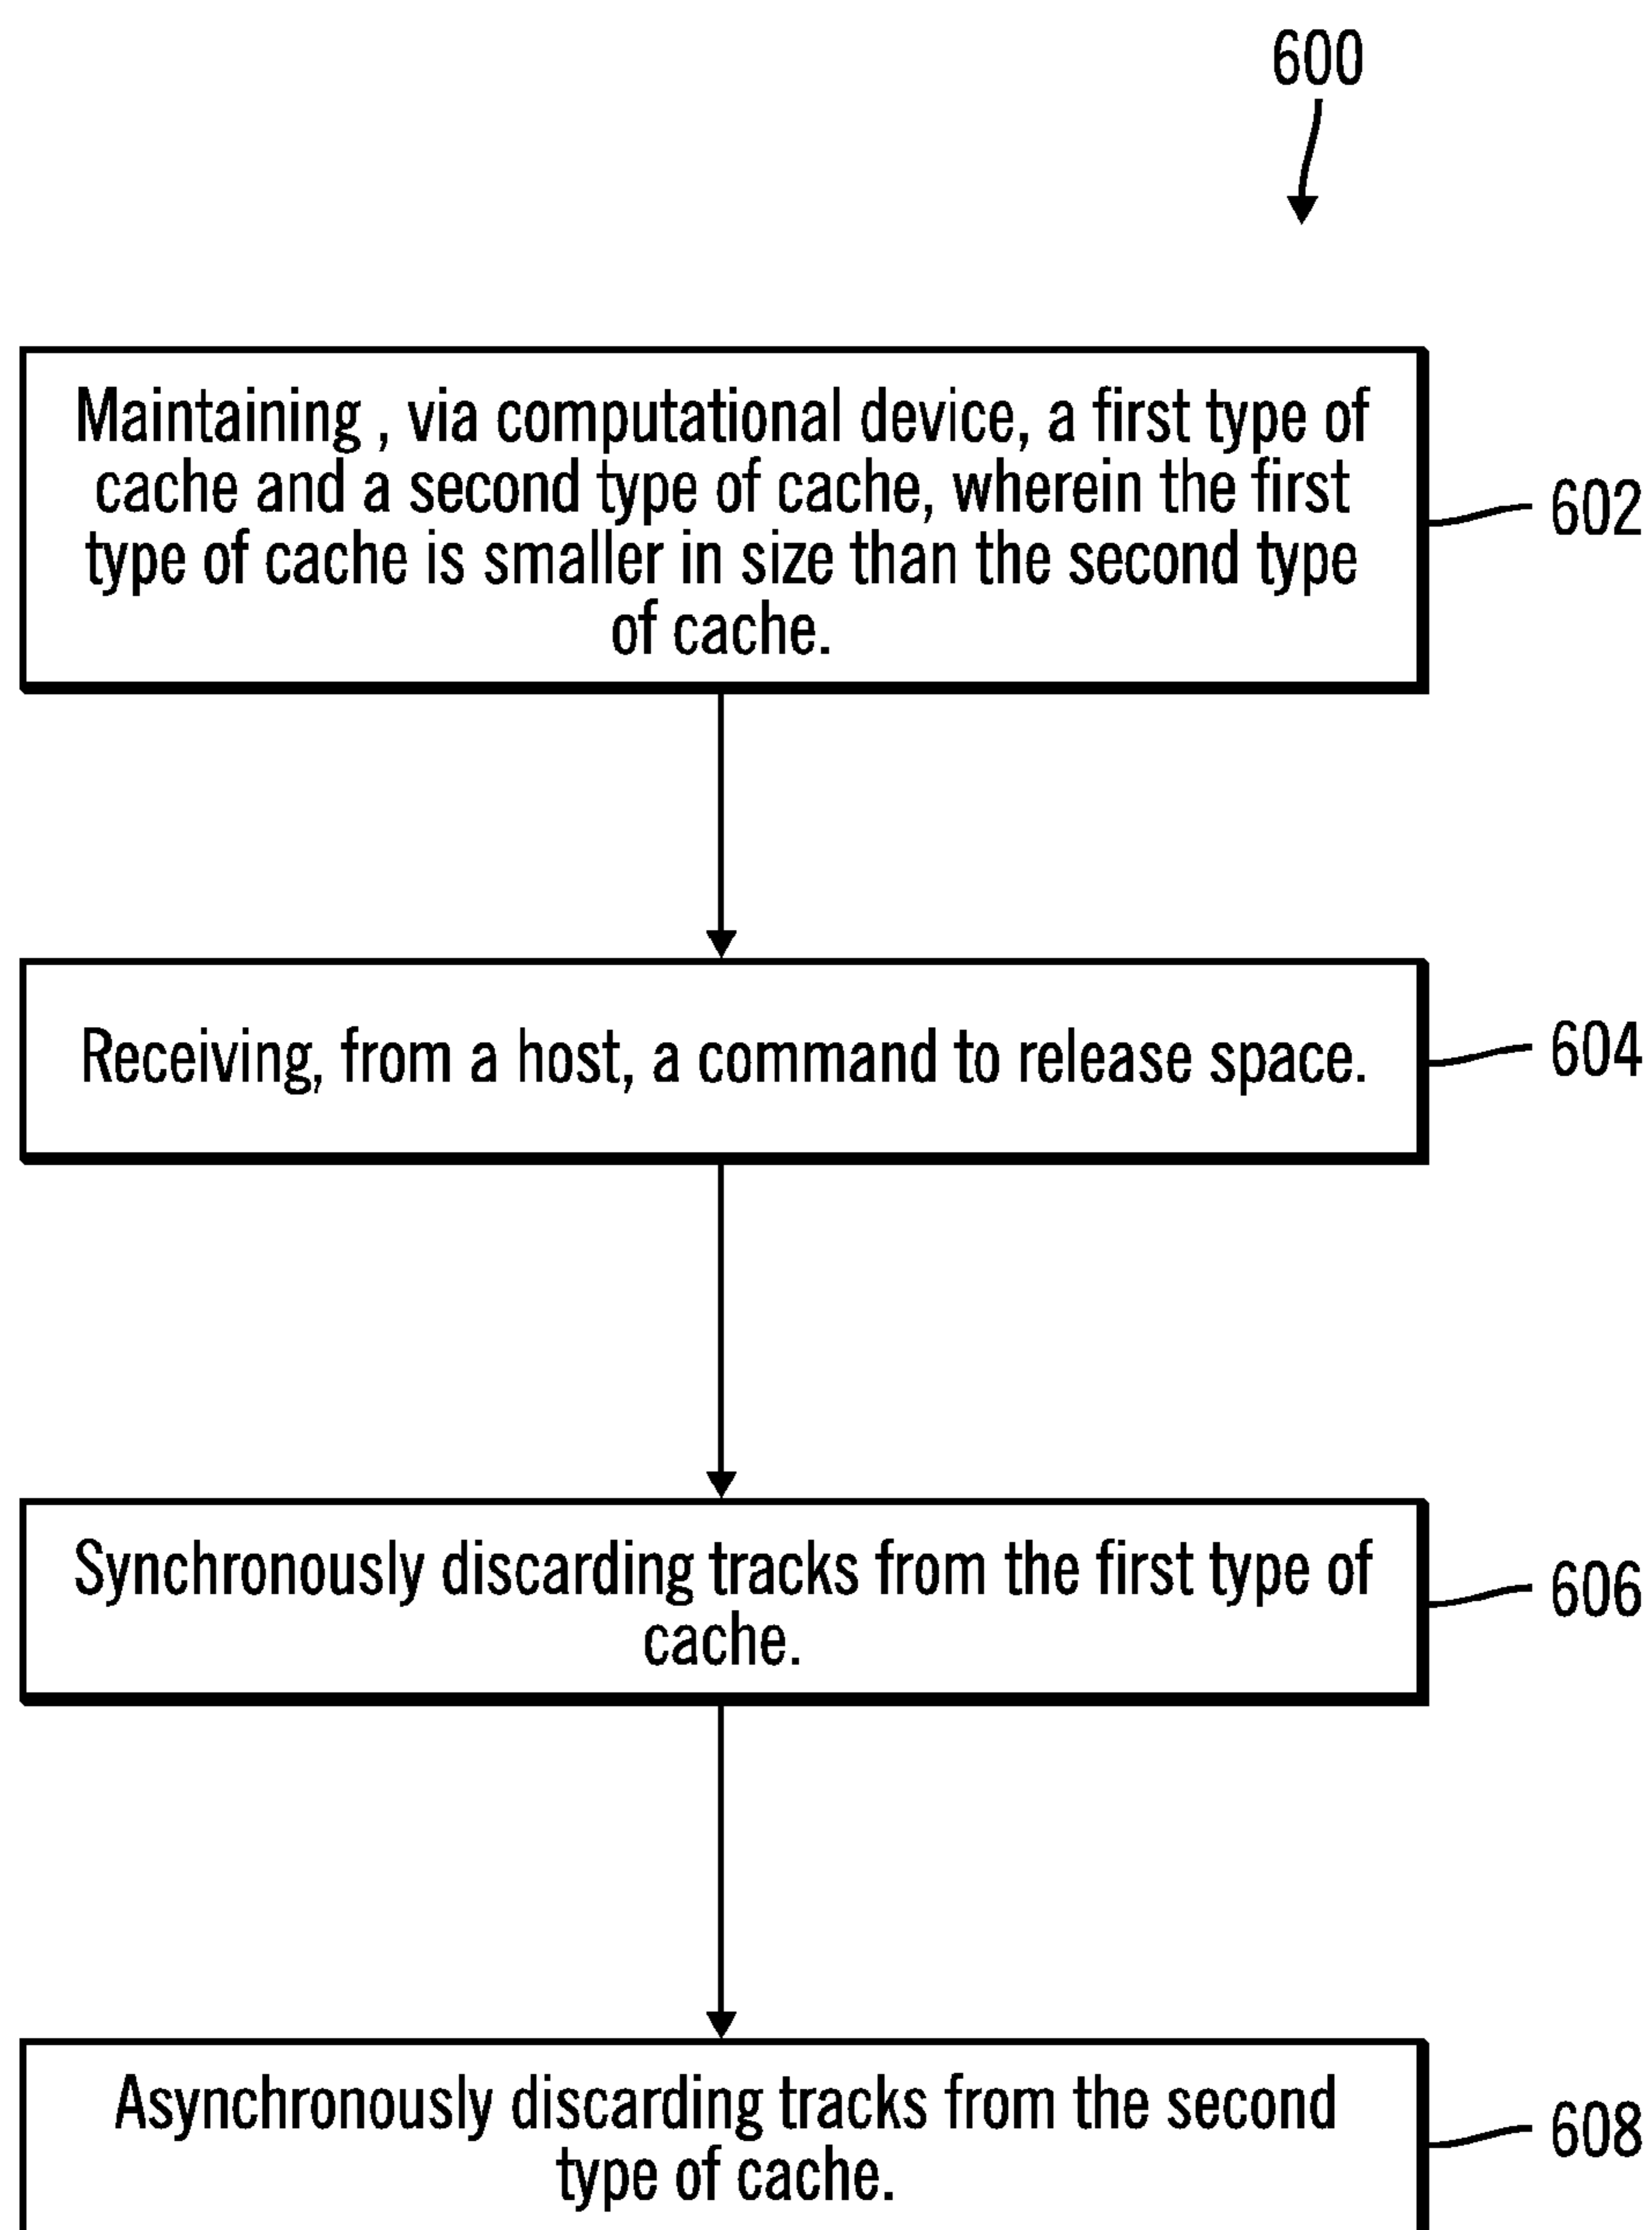 600
Maintaining , via computational device, a first type of
cache and a second type of cache, wherein the first
type of cache is smaller in size than the second type
of cache.
602
Receiving, from a host, a command to release space.
604
Synchronously discarding tracks from the first type of
cache.
606
Asynchronously discarding tracks from the second
type of cache.
608